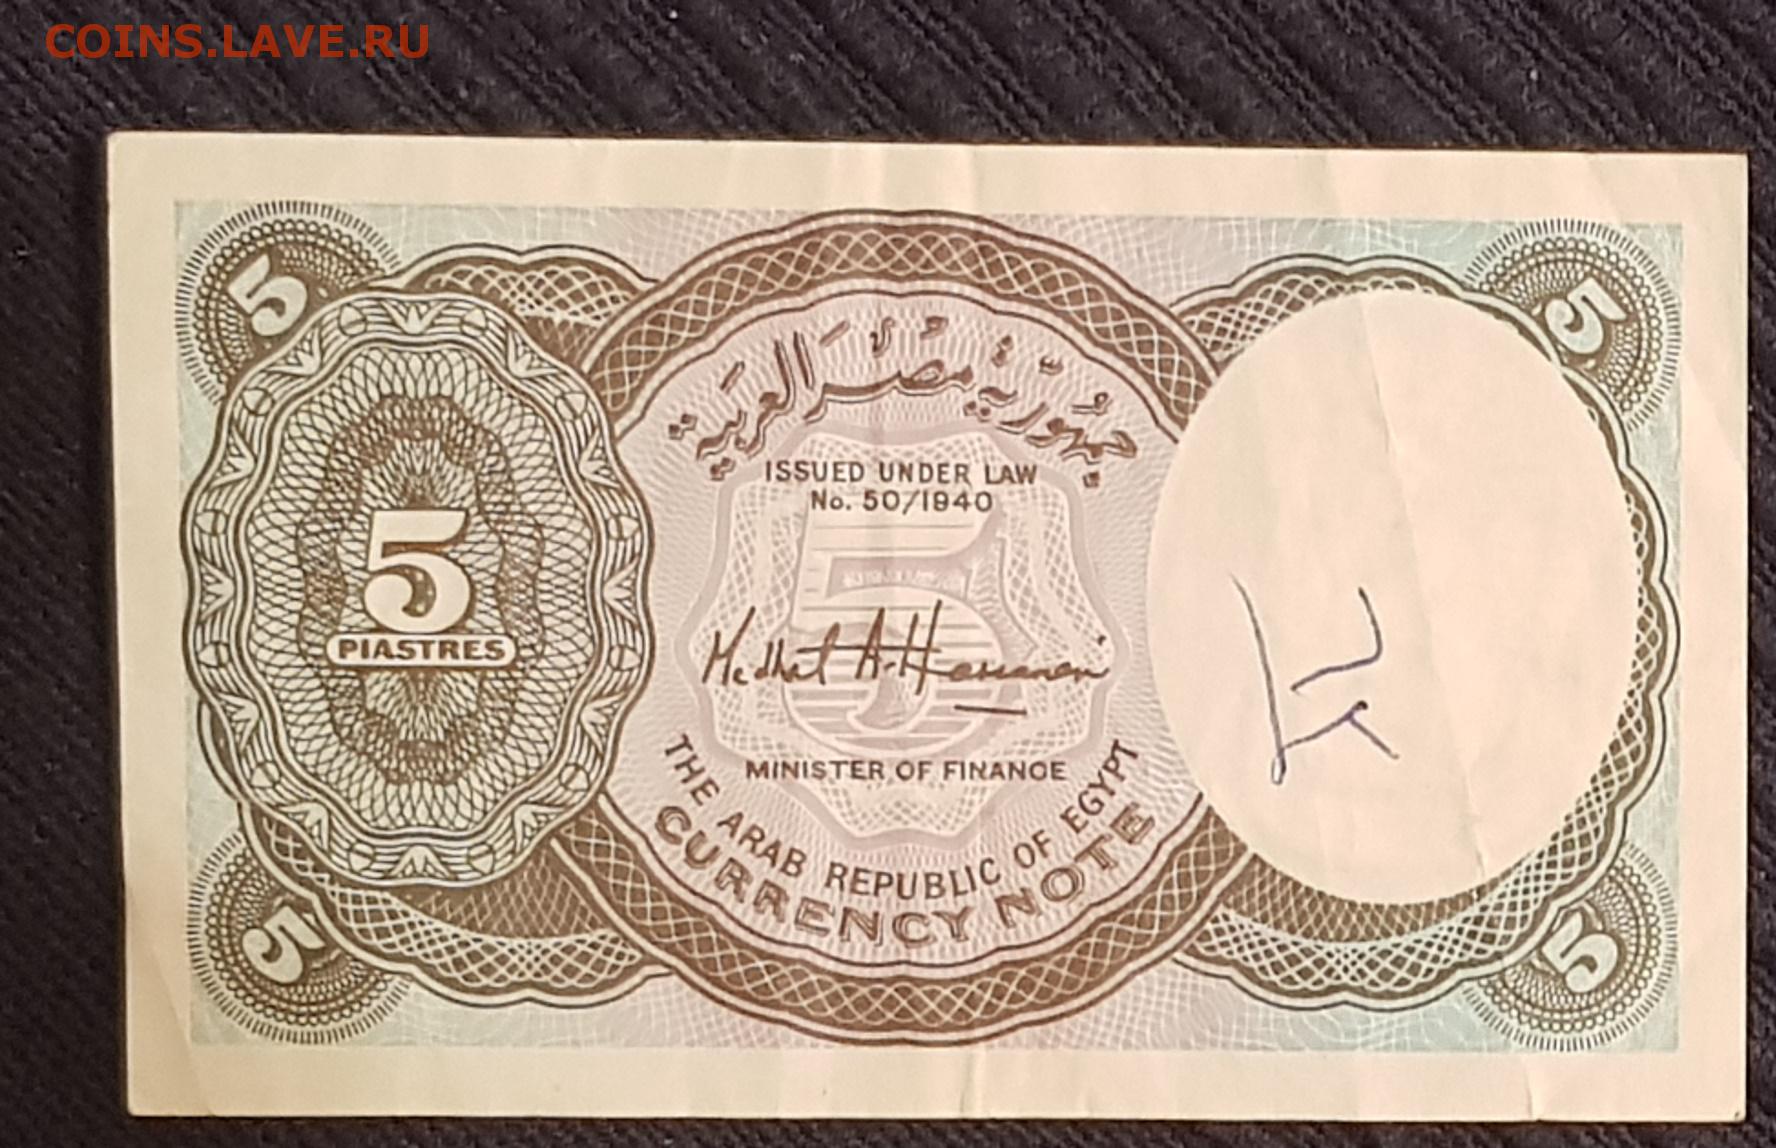 COINS.LAVE.RU
5
5
جمهورية مصر العربية
ISSUED UNDER LAW
No. 50/1940
5
PIASTRES
5
Medhat A. Hassanein
MINISTER OF FINANCE
THE ARAB REPUBLIC OF EGYPT
CURRENCY NOTE
5
5